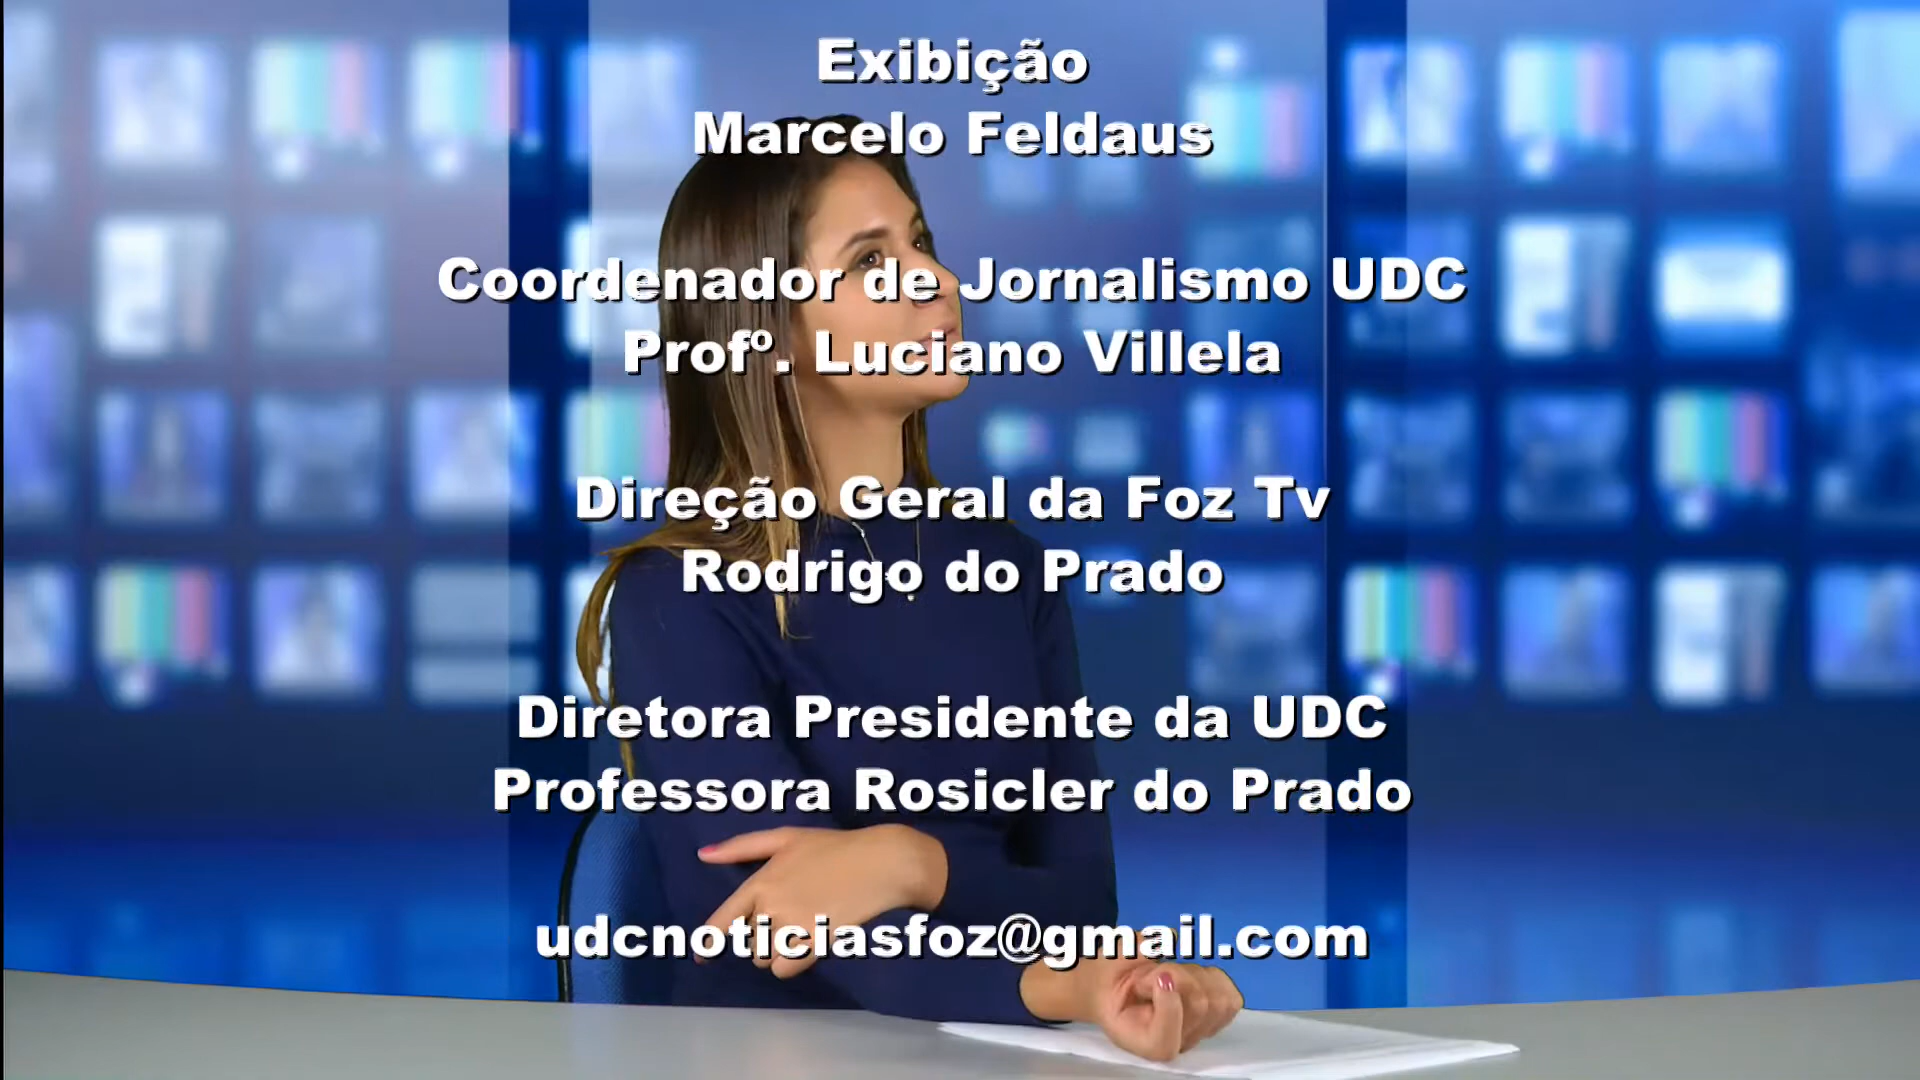 Exibição
Marcelo Feldaus
Coordenador de Jornalismo UDC
Profº. Luciano Villela
Direção Geral da Foz Tv
Rodrigo do Prado
Diretora Presidente da UDC
Professora Rosicler do Prado
udcnoticiasfoz@gmail.com